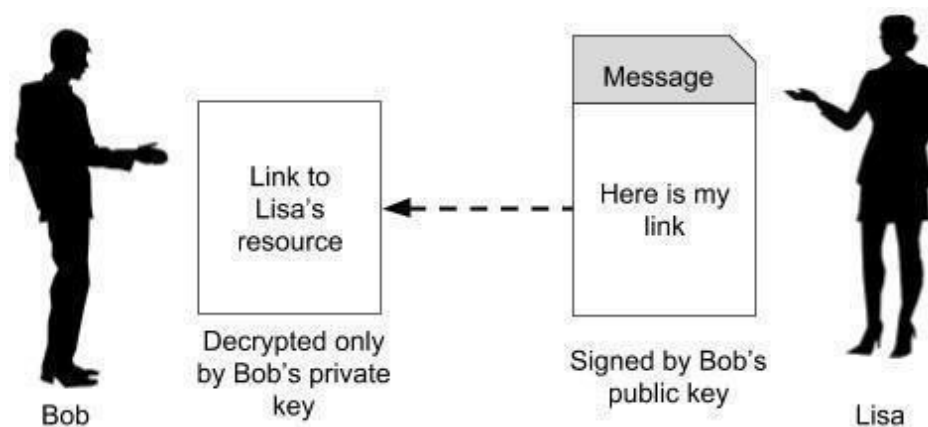 Message
Link to
Lisa's
resource
Here is my
link
Decrypted only
by Bob's private
key
Signed by Bob's
public key
Bob
Lisa